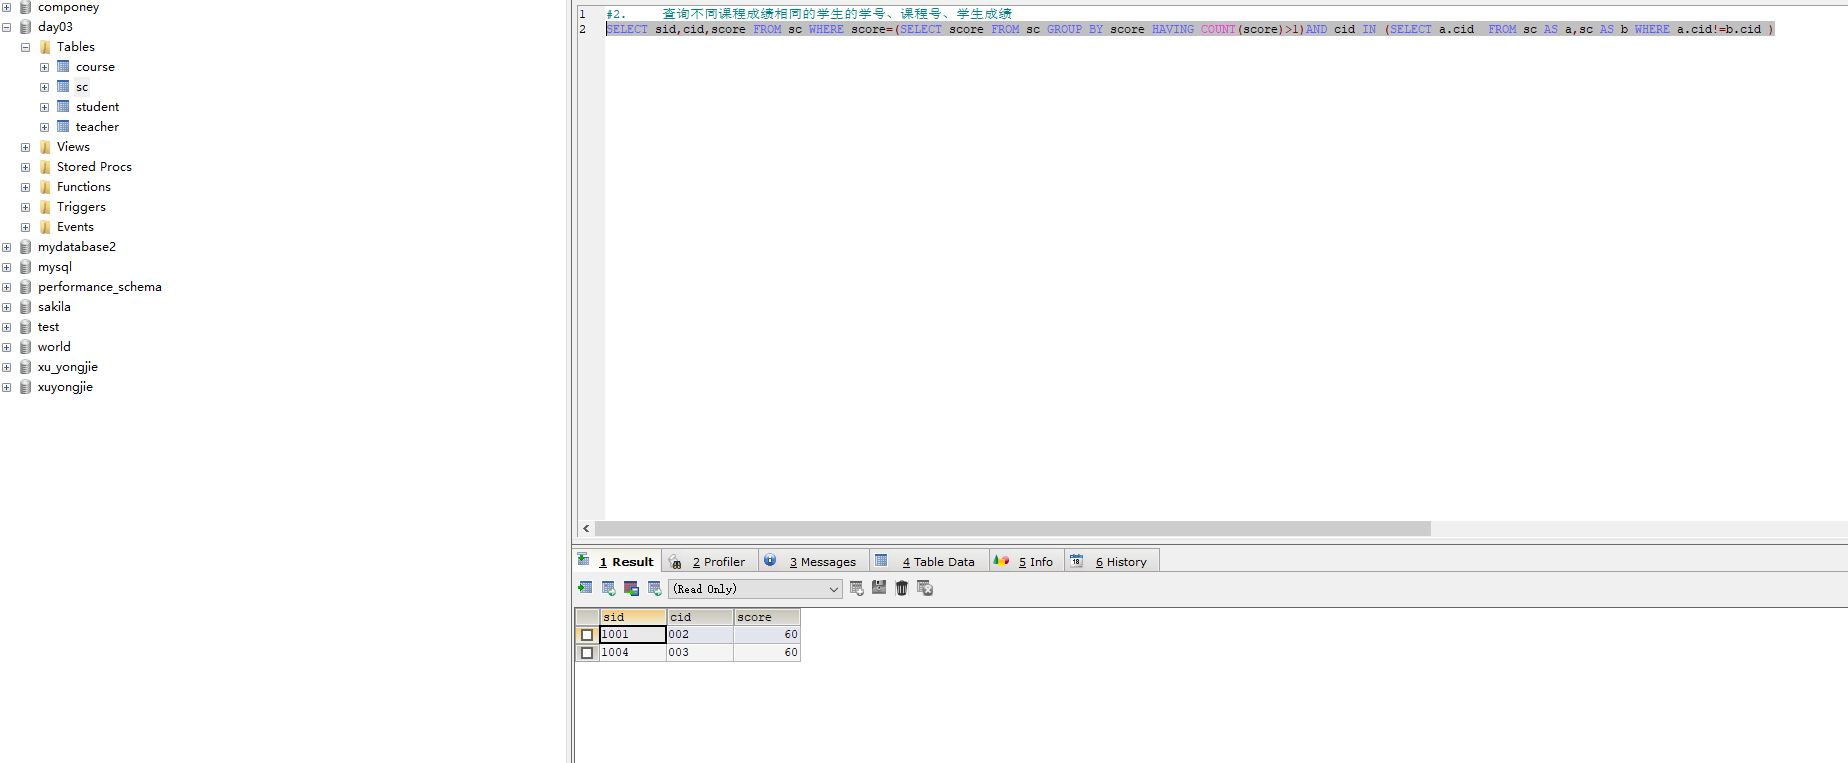 componey
day03
Tables
course
sc
student
teacher
Views
Stored Procs
Functions
Triggers
Events
mydatabase2
mysql
performance_schema
sakila
test
world
xu_yongjie
xuyongjie
1 #2. 查询不同课程成绩相同的学生的学号、课程号、学生成绩
2 SELECT sid,cid,score FROM sc WHERE score=(SELECT score FROM sc GROUP BY score HAVING COUNT(score)>1)AND cid IN (SELECT a.cid  FROM sc AS a,sc AS b WHERE a.cid!=b.cid )
1 Result 2 Profiler 3 Messages 4 Table Data 5 Info 18 6 History
(Read Only)
sid cid score
1001 002 60
1004 003 60